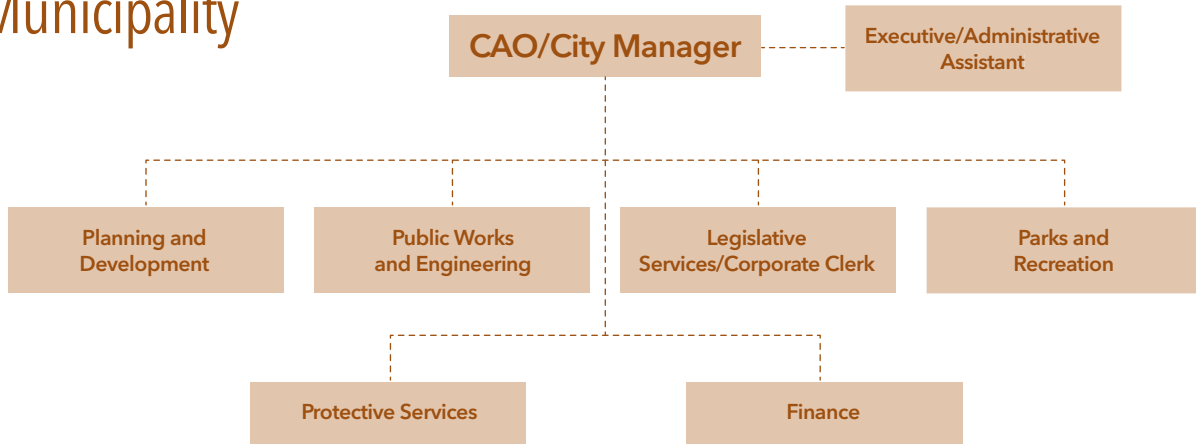 Municipality
CAO/City Manager
Executive/Administrative
Assistant
Planning and
Development
Public Works
and Engineering
Legislative
Services/Corporate Clerk
Parks and
Recreation
Protective Services
Finance